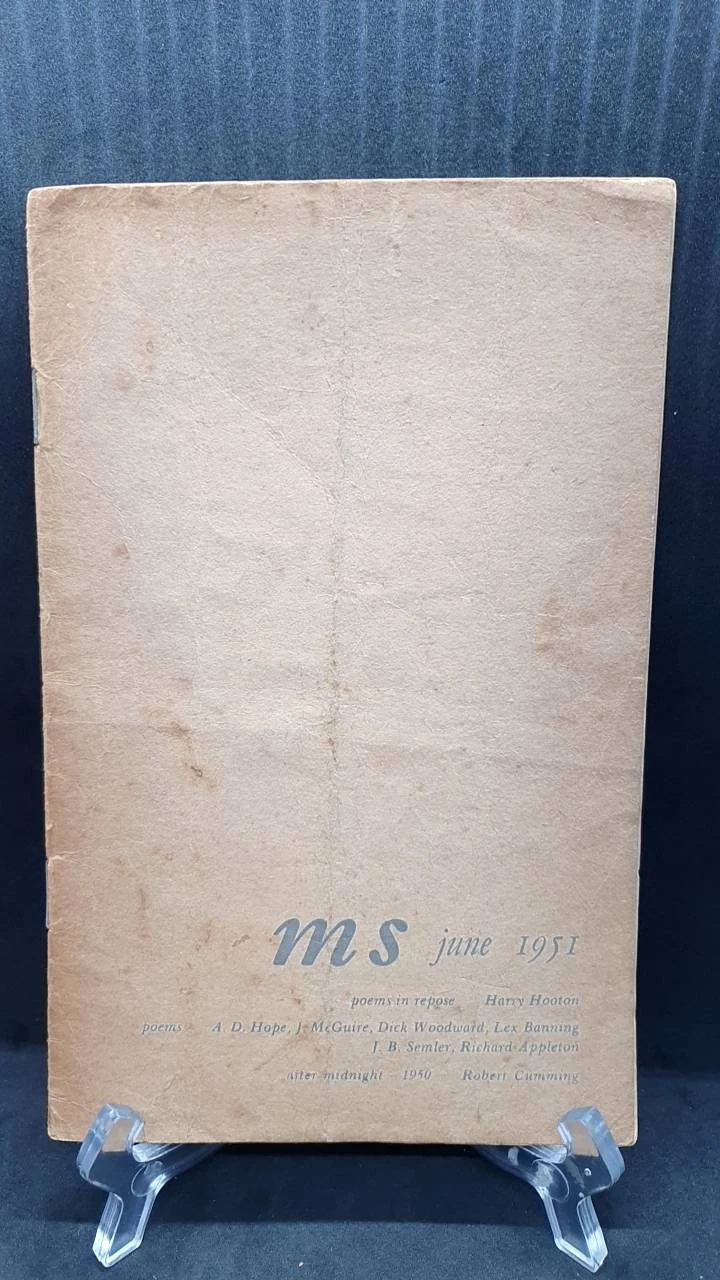 ms june 1951
poems in repose Harry Hooton
poems A. D. Hope, J. McGuire, Dick Woodward, Lex Banning
J. B. Semler, Richard Appleton
after midnight – 1950 Robert Cumming